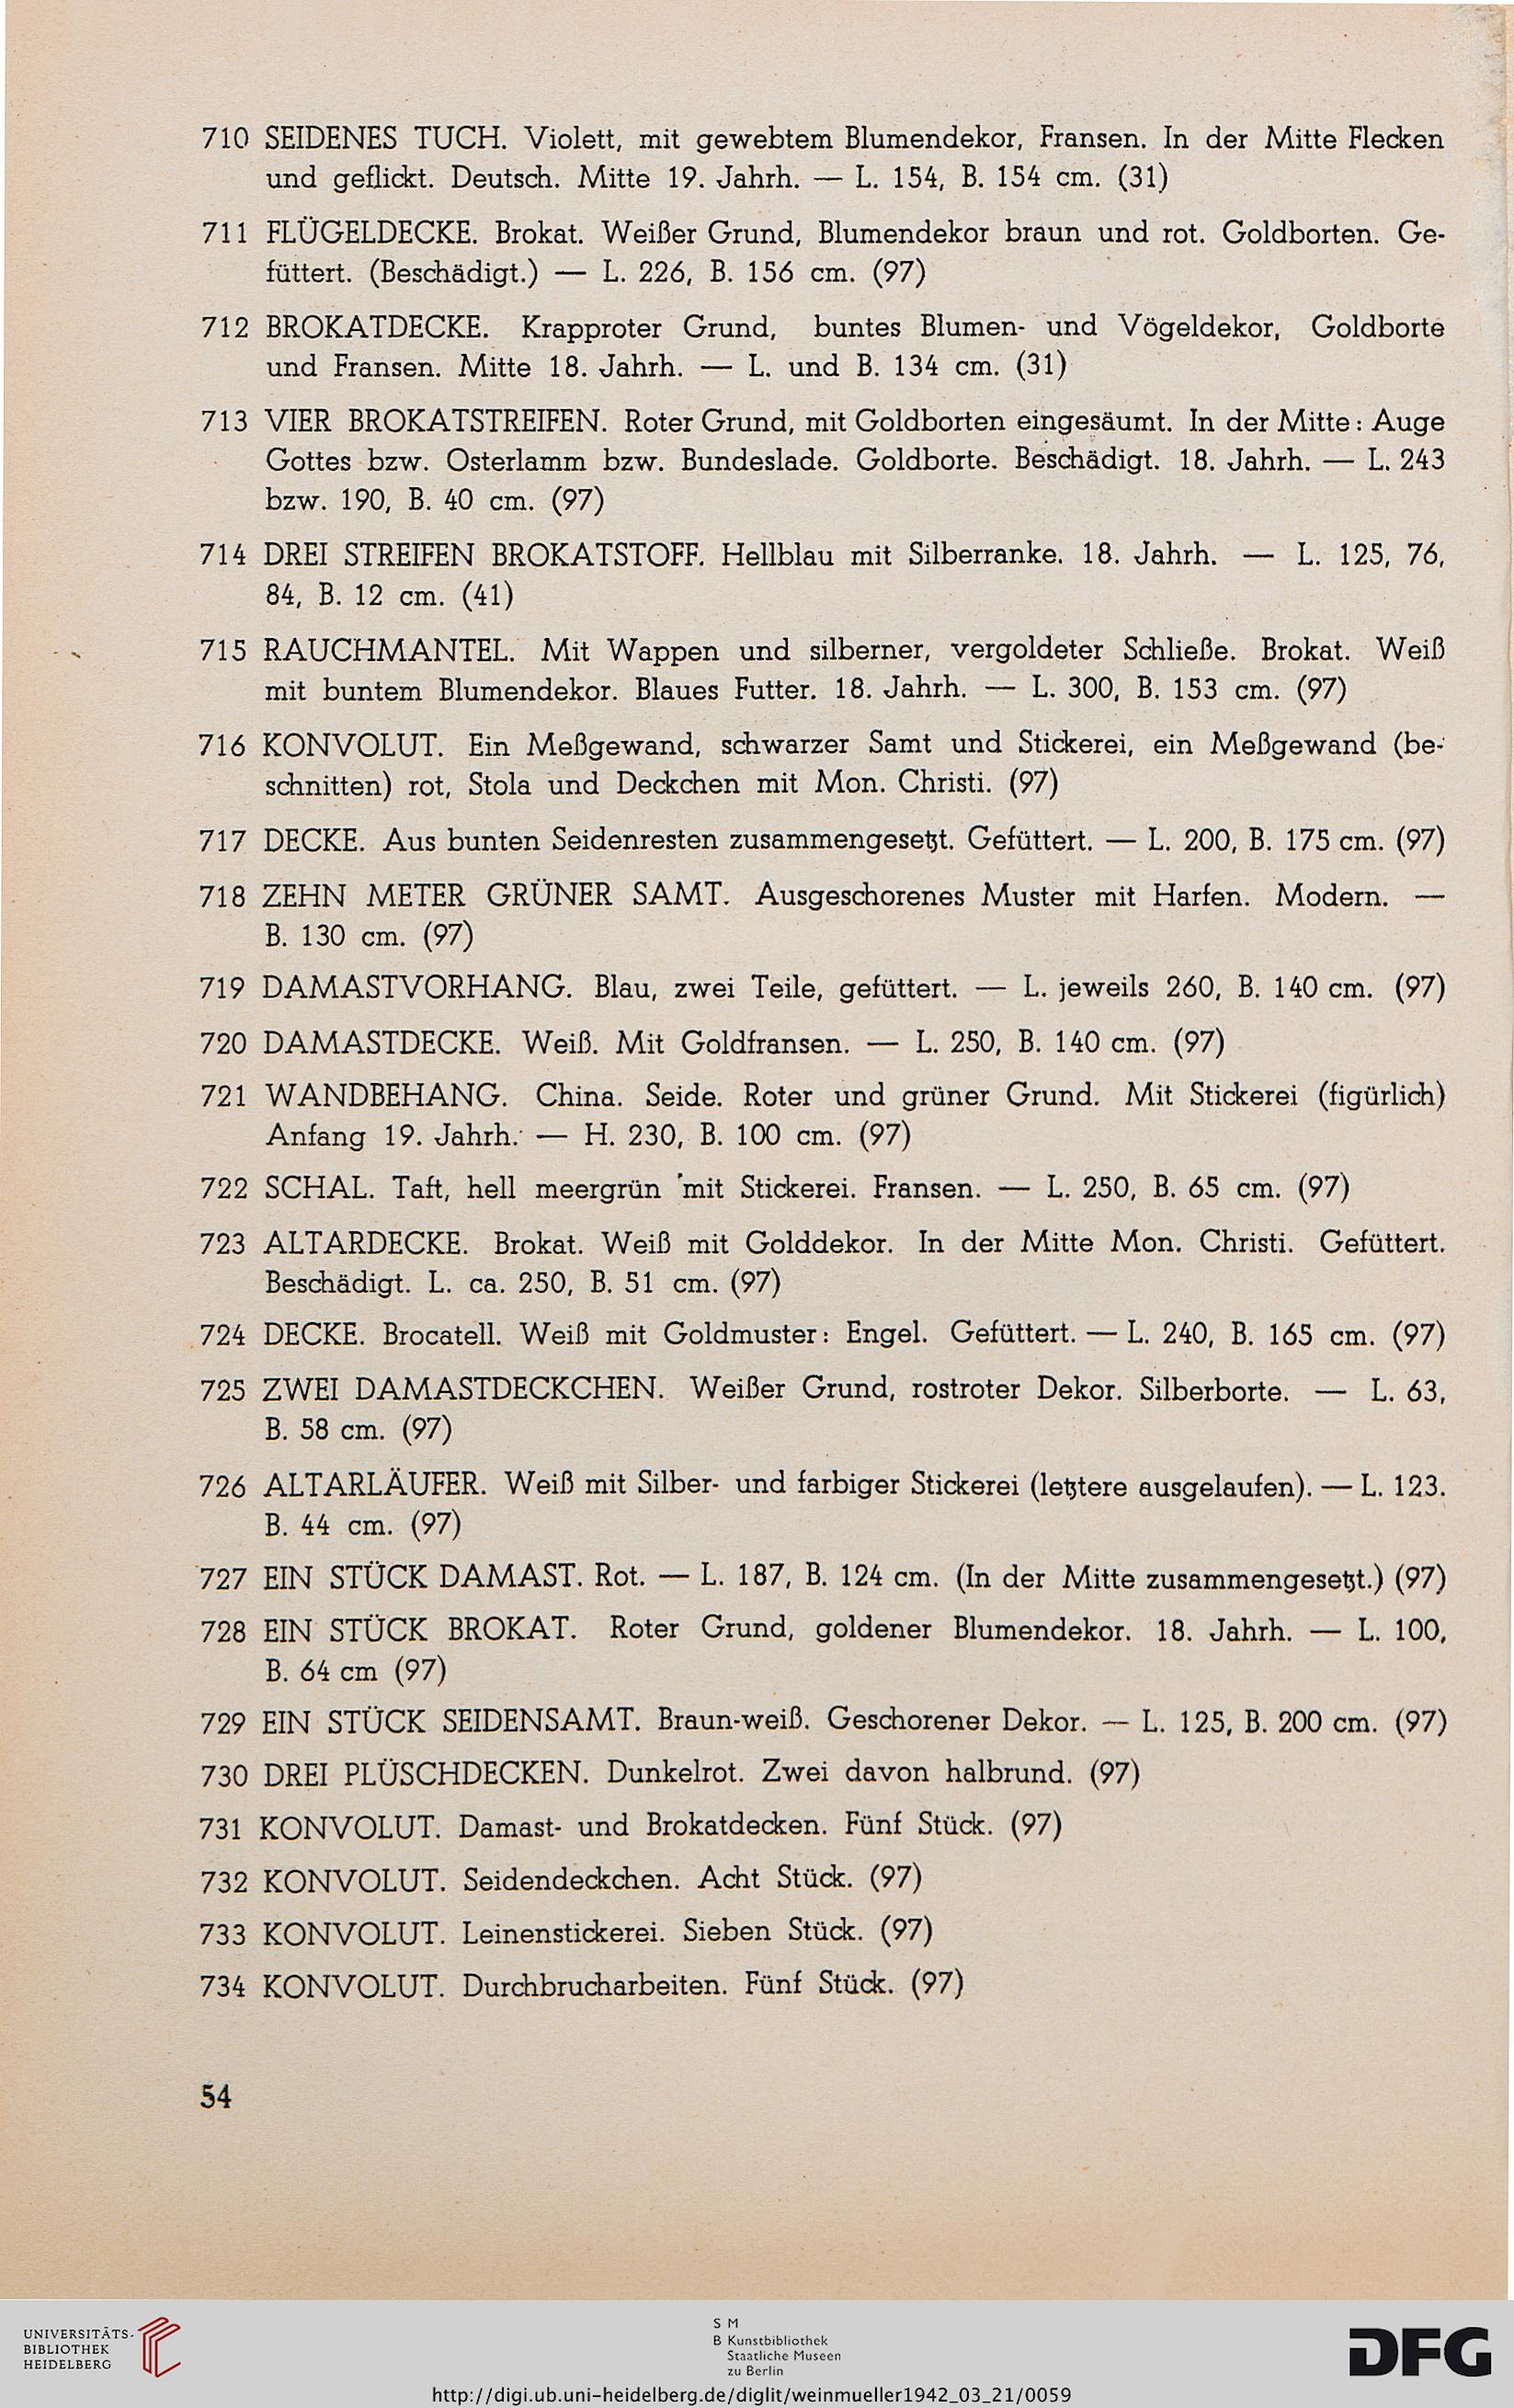 710 SEIDENES TUCH. Violett, mit gewebtem Blumendekor, Fransen. In der Mitte Flecken
und geflickt. Deutsch. Mitte 19. Jahrh. — L. 154, B. 154 cm. (31)
711 FLÜGELDECKE. Brokat. Weißer Grund, Blumendekor braun und rot. Goldborten. Ge-
füttert. (Beschädigt.) — L. 226, B. 156 cm. (97)
712 BROKATDECKE. Krapproter Grund, buntes Blumen- und Vögeldekor, Goldborte
und Fransen. Mitte 18. Jahrh. — L. und B. 134 cm. (31)
713 VIER BROKATSTREIFEN. Roter Grund, mit Goldborten eingesäumt. In der Mitte: Auge
Gottes bzw. Osterlamm bzw. Bundeslade. Goldborte. Beschädigt. 18. Jahrh. — L. 243
bzw. 190, B. 40 cm. (97)
714 DREI STREIFEN BROKATSTOFF. Hellblau mit Silberranke. 18. Jahrh. — L. 125, 76,
84, B. 12 cm. (41)
715 RAUCHMANTEL. Mit Wappen und silberner, vergoldeter Schließe. Brokat. Weiß
mit buntem Blumendekor. Blaues Futter. 18. Jahrh. — L. 300, B. 153 cm. (97)
716 KONVOLUT. Ein Meßgewand, schwarzer Samt und Stickerei, ein Meßgewand (be-
schnitten) rot, Stola und Deckchen mit Mon. Christi. (97)
717 DECKE. Aus bunten Seidenresten zusammengesetzt. Gefüttert. — L. 200, B. 175 cm. (97)
718 ZEHN METER GRÜNER SAMT. Ausgeschorenes Muster mit Harfen. Modern. —
B. 130 cm. (97)
719 DAMASTVORHANG. Blau, zwei Teile, gefüttert. — L. jeweils 260, B. 140 cm. (97)
720 DAMASTDECKE. Weiß. Mit Goldfransen. — L. 250, B. 140 cm. (97)
721 WANDBEHANG. China. Seide. Roter und grüner Grund. Mit Stickerei (figürlich)
Anfang 19. Jahrh. — H. 230, B. 100 cm. (97)
722 SCHAL. Taft, hell meergrün mit Stickerei. Fransen. — L. 250, B. 65 cm. (97)
723 ALTARDECKE. Brokat. Weiß mit Golddekor. In der Mitte Mon. Christi. Gefüttert.
Beschädigt. L. ca. 250, B. 51 cm. (97)
724 DECKE. Brocatell. Weiß mit Goldmuster: Engel. Gefüttert. — L. 240, B. 165 cm. (97)
725 ZWEI DAMASTDECKCHEN. Weißer Grund, rostroter Dekor. Silberborte. — L. 63,
B. 58 cm. (97)
726 ALTARLÄUFER. Weiß mit Silber- und farbiger Stickerei (letztere ausgelaufen). — L. 123.
B. 44 cm. (97)
727 EIN STÜCK DAMAST. Rot. — L. 187, B. 124 cm. (In der Mitte zusammengesetzt.) (97)
728 EIN STÜCK BROKAT. Roter Grund, goldener Blumendekor. 18. Jahrh. — L. 100,
B. 64 cm (97)
729 EIN STÜCK SEIDENSAMT. Braun-weiß. Geschorener Dekor. — L. 125, B. 200 cm. (97)
730 DREI PLÜSCHDECKEN. Dunkelrot. Zwei davon halbrund. (97)
731 KONVOLUT. Damast- und Brokatdecken. Fünf Stück. (97)
732 KONVOLUT. Seidendeckchen. Acht Stück. (97)
733 KONVOLUT. Leinenstickerei. Sieben Stück. (97)
734 KONVOLUT. Durchbrucharbeiten. Fünf Stück. (97)
54
UNIVERSITÄTS-
BIBLIOTHEK
HEIDELBERG
S M
B Kunstbibliothek
Staatliche Museen
zu Berlin
DFG
http://digi.ub.uni-heidelberg.de/diglit/weinmueller1942_03_21/0059